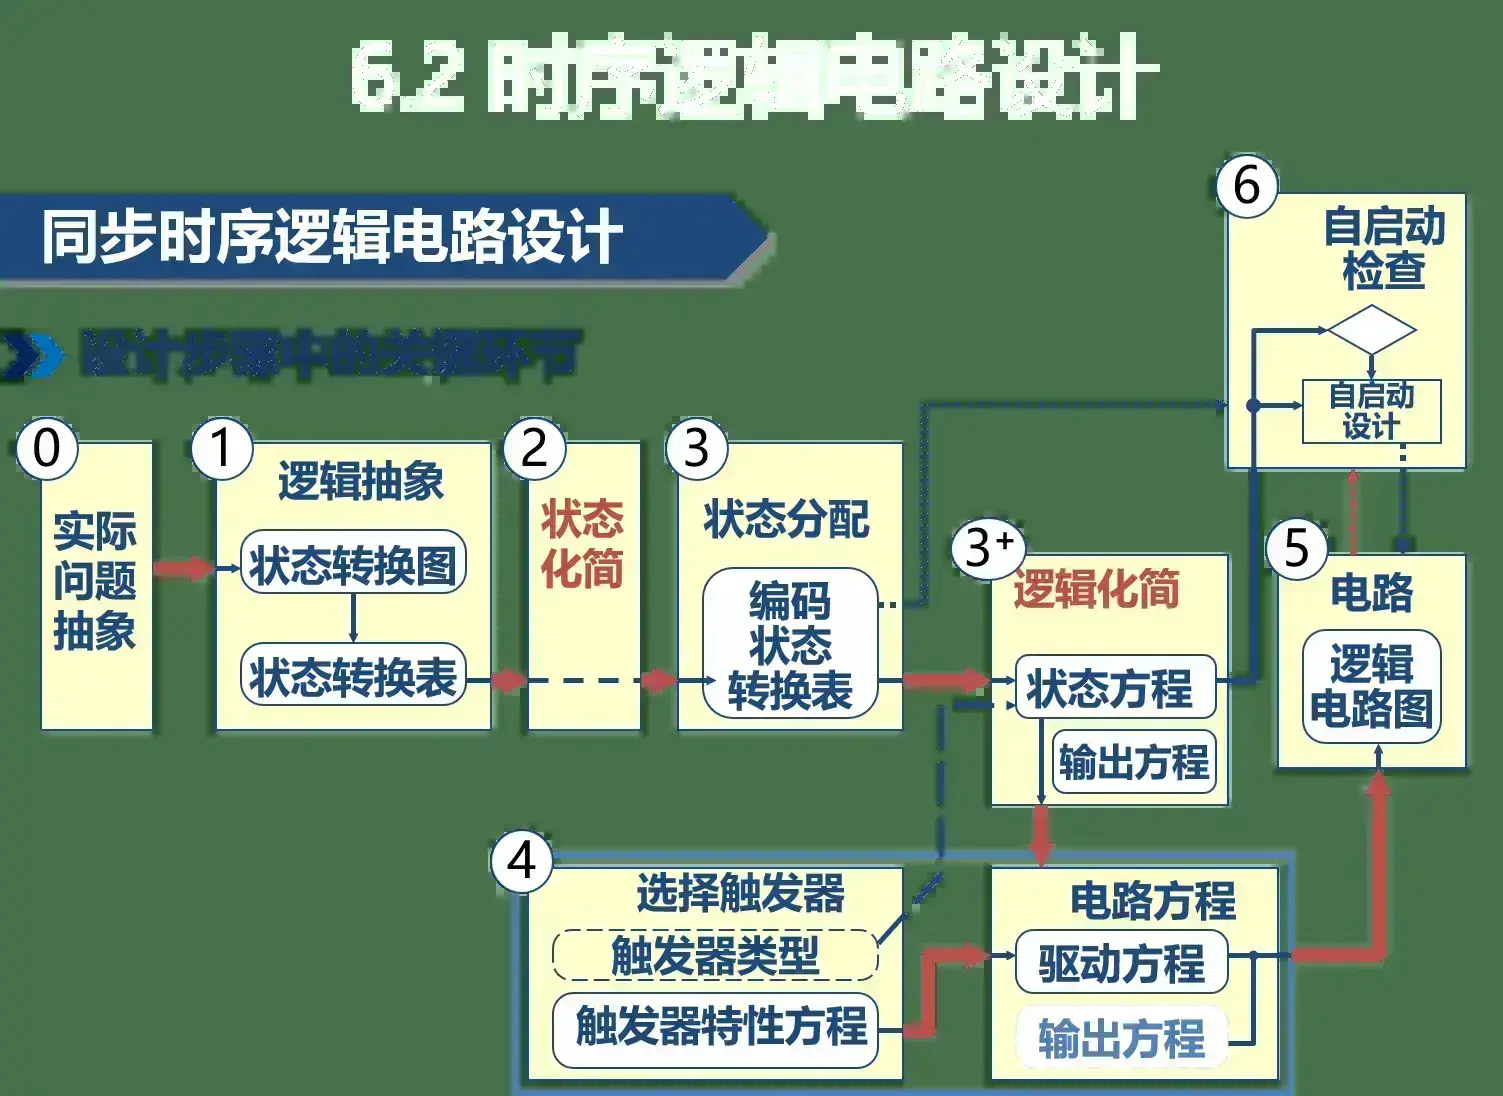 6.2 时序逻辑电路设计
同步时序逻辑电路设计
设计步骤中的关键环节
0
实际
问题
抽象
1
逻辑抽象
状态转换图
状态转换表
2
状态
化简
3
状态分配
编码
状态
转换表
3+
逻辑化简
状态方程
输出方程
4
选择触发器
触发器类型
触发器特性方程
电路方程
驱动方程
输出方程
5
电路
逻辑
电路图
6
自启动
检查
自启动
设计